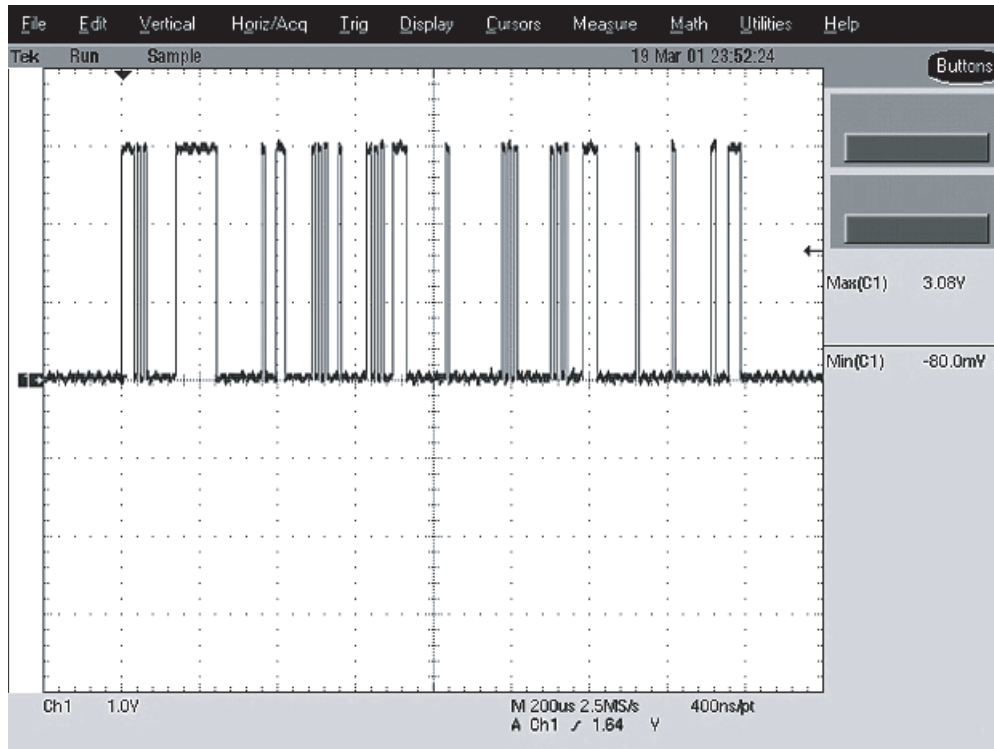 File Edit Vertical Horiz/Acq Trig Display Cursors Measure Math Utilities Help
Tek Run Sample 19 Mar 01 23:52:24
Buttons
Max(C1) 3.08V
Min(C1) -80.0mV
Ch1 1.0V M 200us 2.5MS/s 400ns/pt
A Ch1 1.64 V